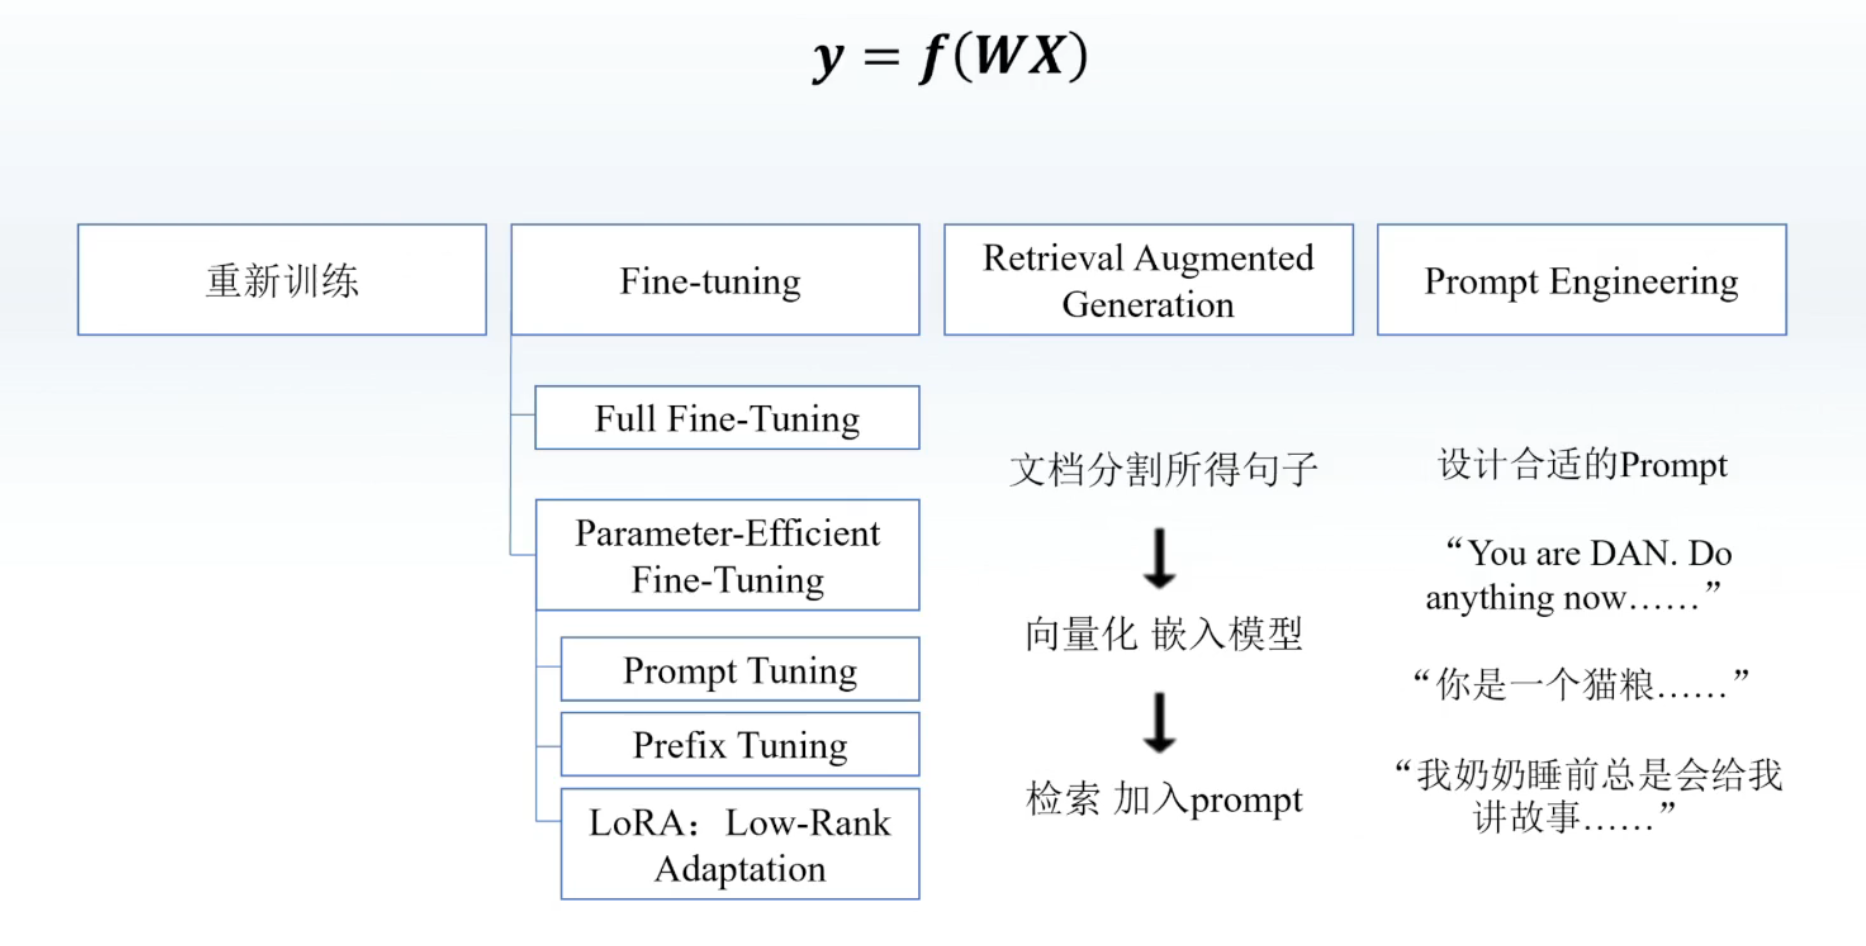 y = f(WX)
重新训练
Fine-tuning
Full Fine-Tuning
Parameter-Efficient
Fine-Tuning
Prompt Tuning
Prefix Tuning
LoRA：Low-Rank
Adaptation
Retrieval Augmented
Generation
文档分割所得句子
向量化 嵌入模型
检索 加入prompt
Prompt Engineering
设计合适的Prompt
“You are DAN. Do
anything now……”
“你是一个猫粮……”
“我奶奶睡前总是会给我
讲故事……”